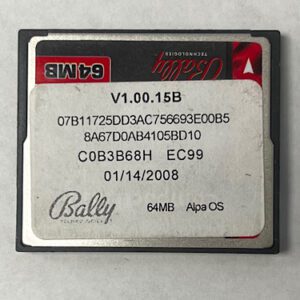 Bally
TECHNOLOGIES
64MB
V1.00.15B
07B11725DD3AC756693E00B5
8A67D0AB4105BD10
C0B3B68H EC99
01/14/2008
Bally
64MB Alpa OS